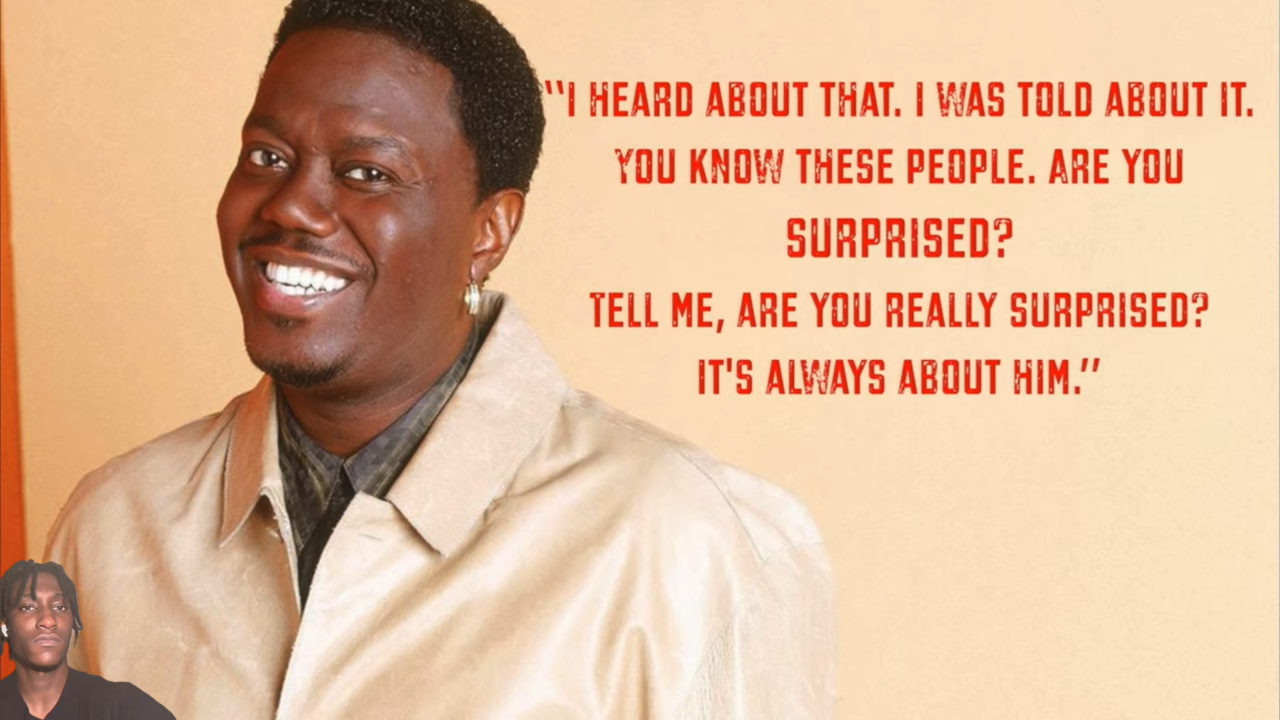 “I HEARD ABOUT THAT. I WAS TOLD ABOUT IT.
YOU KNOW THESE PEOPLE. ARE YOU
SURPRISED?
TELL ME, ARE YOU REALLY SURPRISED?
IT'S ALWAYS ABOUT HIM.”